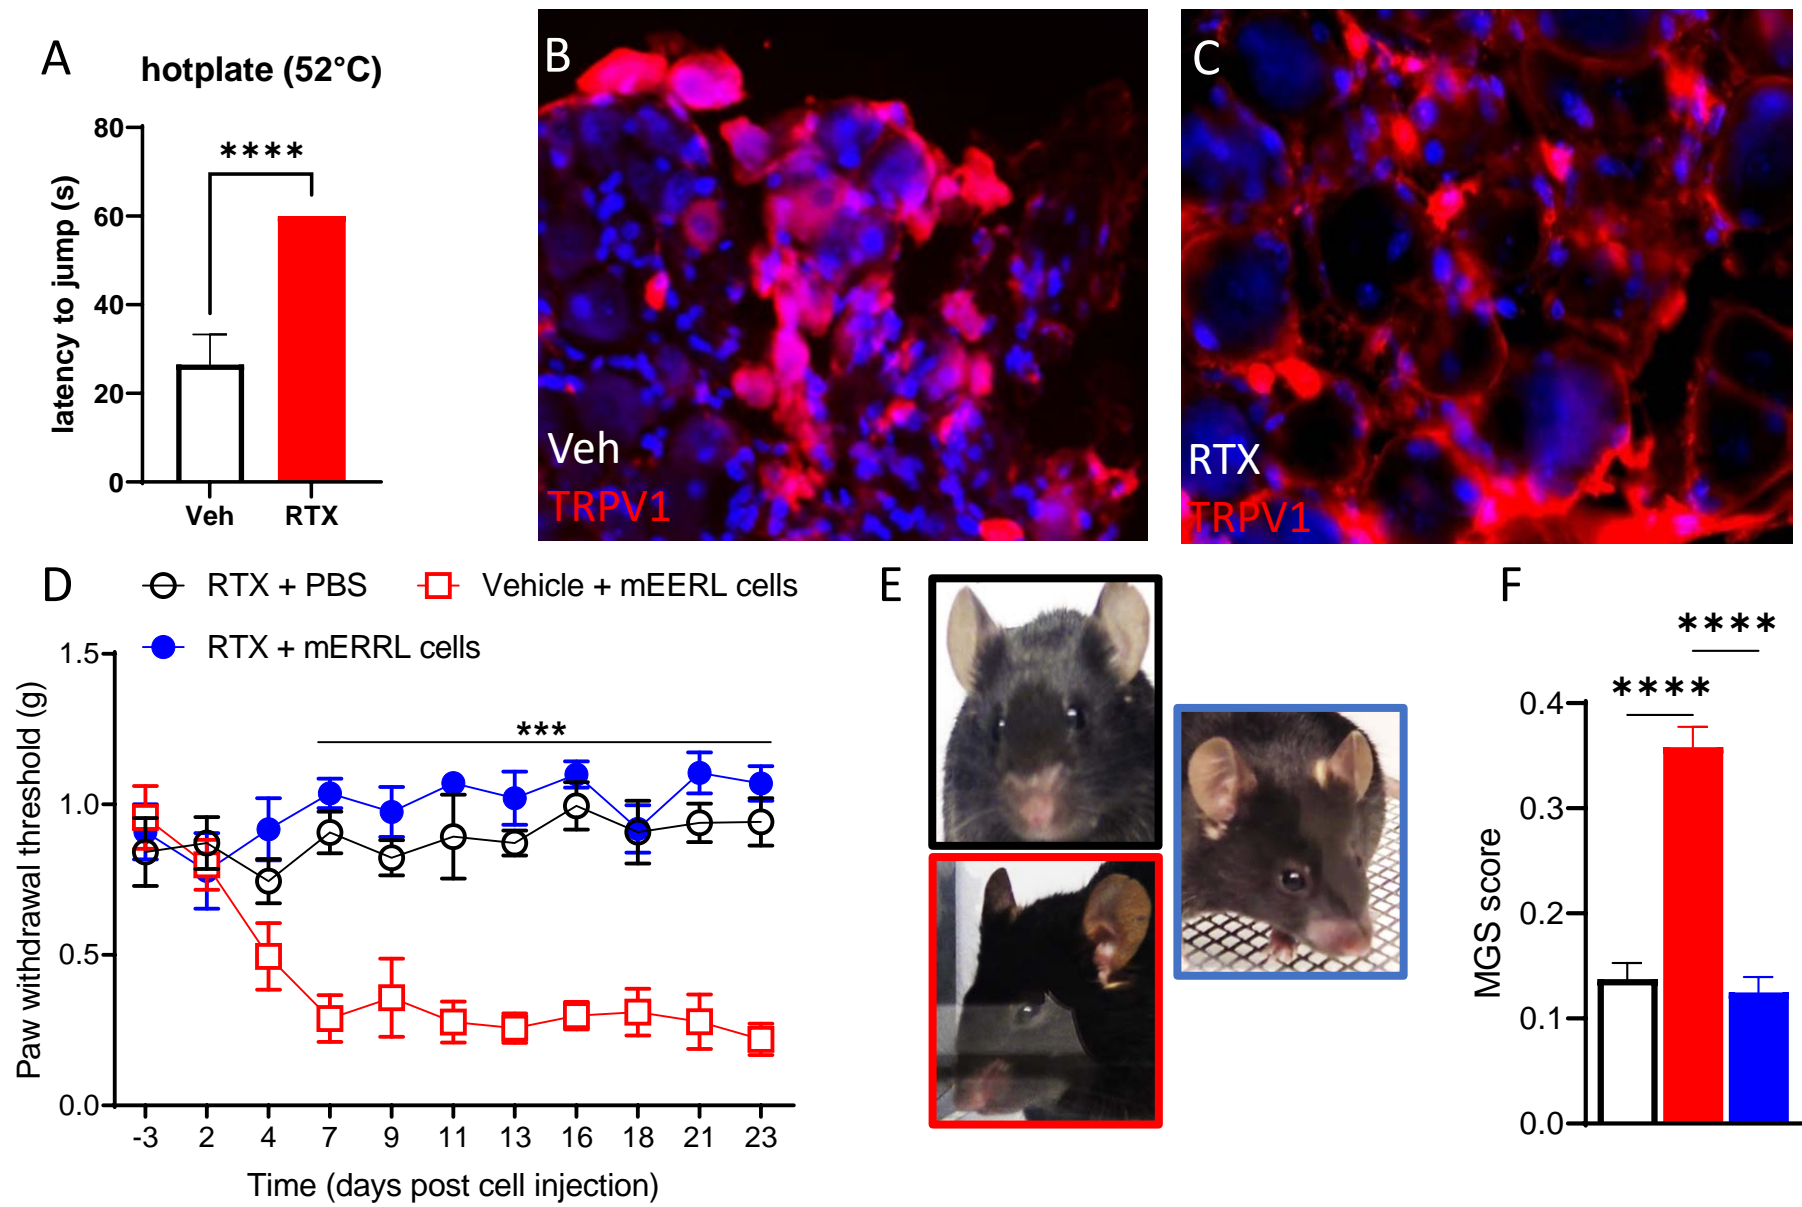 A
hotplate (52°C)
80
60
40
20
0
latency to jump (s)
****
Veh
RTX
B
Veh
TRPV1
C
RTX
TRPV1
D
RTX + PBS
Vehicle + mEERL cells
RTX + mERRL cells
1.5
1.0
0.5
0.0
Paw withdrawal threshold (g)
***
-3 2 4 7 9 11 13 16 18 21 23
Time (days post cell injection)
E
F
****
****
0.4
0.3
0.2
0.1
0.0
MGS score